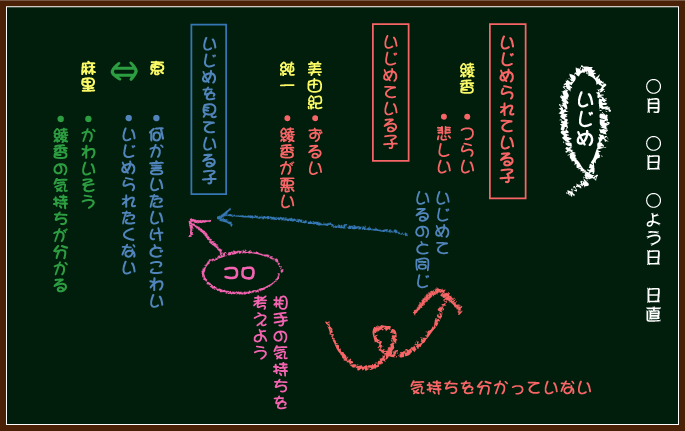 ○月　○日　○よう日　日直
いじめ
いじめられている子
綾香
・つらい
・悲しい
いじめて
いるのと同じ
気持ちを分かっていない
いじめている子
美由紀
・ずるい
純一
・綾香が悪い
相手の気持ちを
考えよう
コロ
いじめを見ている子
恵
・何か言いたいけとこわい
・いじめられたくない
⇔
麻里
・かわいそう
・綾香の気持ちが分かる